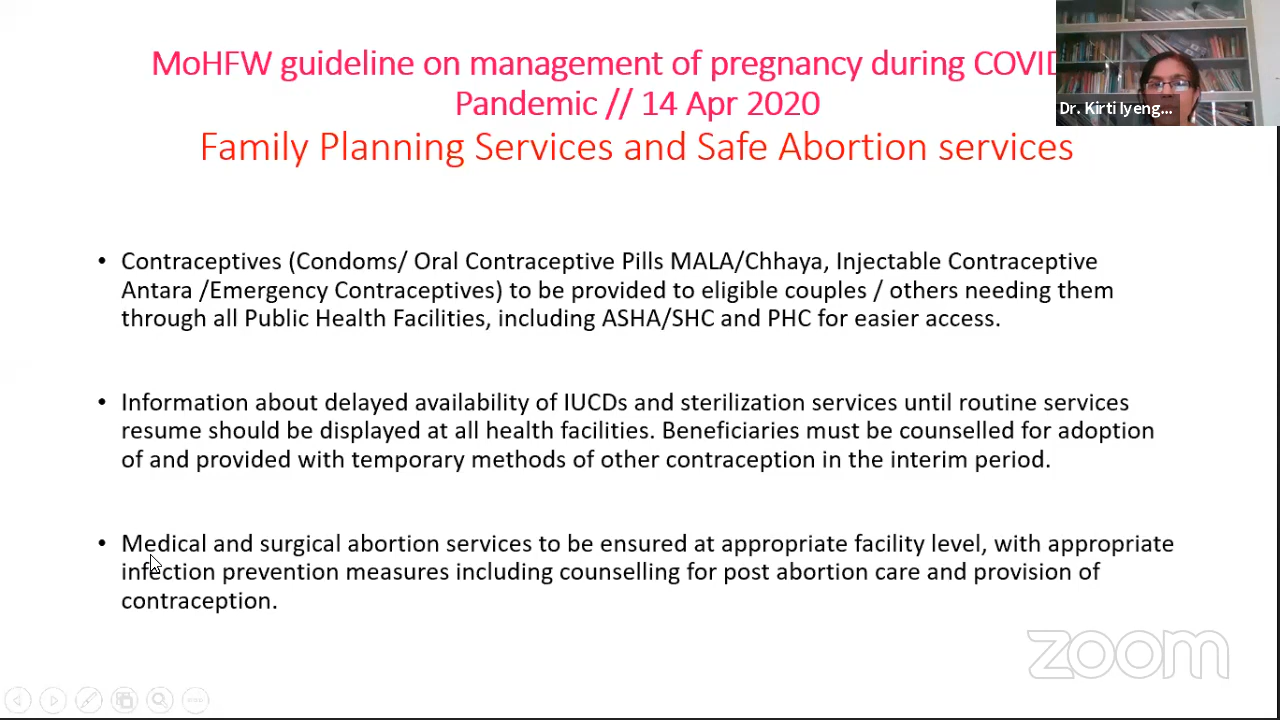 MoHFW guideline on management of pregnancy during COVID
Pandemic // 14 Apr 2020
Family Planning Services and Safe Abortion services
Dr. Kirti Iyeng...
• Contraceptives (Condoms/ Oral Contraceptive Pills MALA/Chhaya, Injectable Contraceptive
Antara /Emergency Contraceptives) to be provided to eligible couples / others needing them
through all Public Health Facilities, including ASHA/SHC and PHC for easier access.
• Information about delayed availability of IUCDs and sterilization services until routine services
resume should be displayed at all health facilities. Beneficiaries must be counselled for adoption
of and provided with temporary methods of other contraception in the interim period.
• Medical and surgical abortion services to be ensured at appropriate facility level, with appropriate
infection prevention measures including counselling for post abortion care and provision of
contraception.
zoom